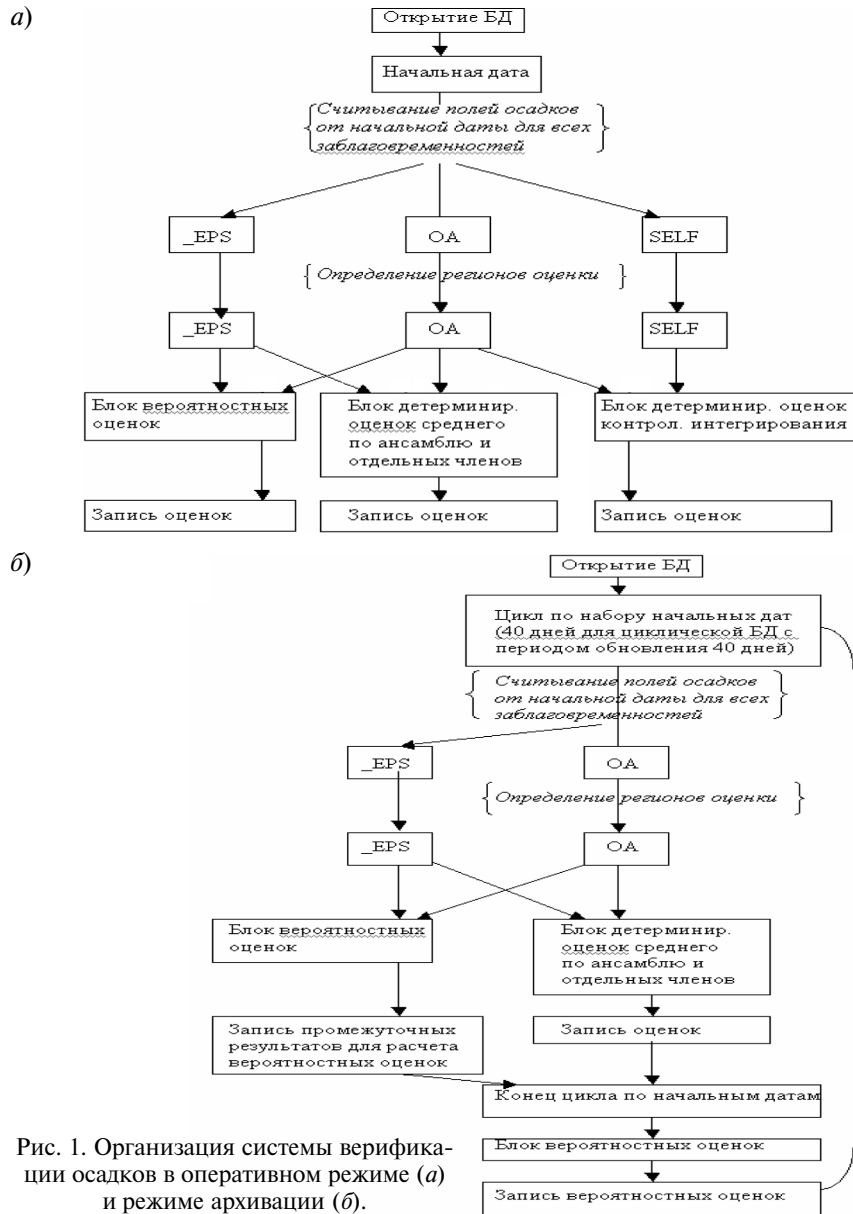 а)
Открытие БД
Начальная дата
Считывание полей осадков
от начальной даты для всех
заблаговременностей
_EPS
OA
SELF
Определение регионов оценки
_EPS
OA
SELF
Блок вероятностных
оценок
Блок детерминир.
оценок среднего
по ансамблю и
отдельных членов
Блок детерминир. оценок
контрол. интегрирования
Запись оценок
Запись оценок
Запись оценок
б)
Открытие БД
Цикл по набору начальных дат
(40 дней для циклической БД с
периодом обновления 40 дней)
Считывание полей осадков
от начальной даты для всех
заблаговременностей
_EPS
OA
Определение регионов оценки
_EPS
OA
Блок вероятностных
оценок
Блок детерминир.
оценок среднего
по ансамблю и
отдельных членов
Запись промежуточных
результатов для расчета
вероятностных оценок
Запись оценок
Конец цикла по начальным датам
Блок вероятностных оценок
Запись вероятностных оценок
Рис. 1. Организация системы верифика-
ции осадков в оперативном режиме (а)
и режиме архивации (б).